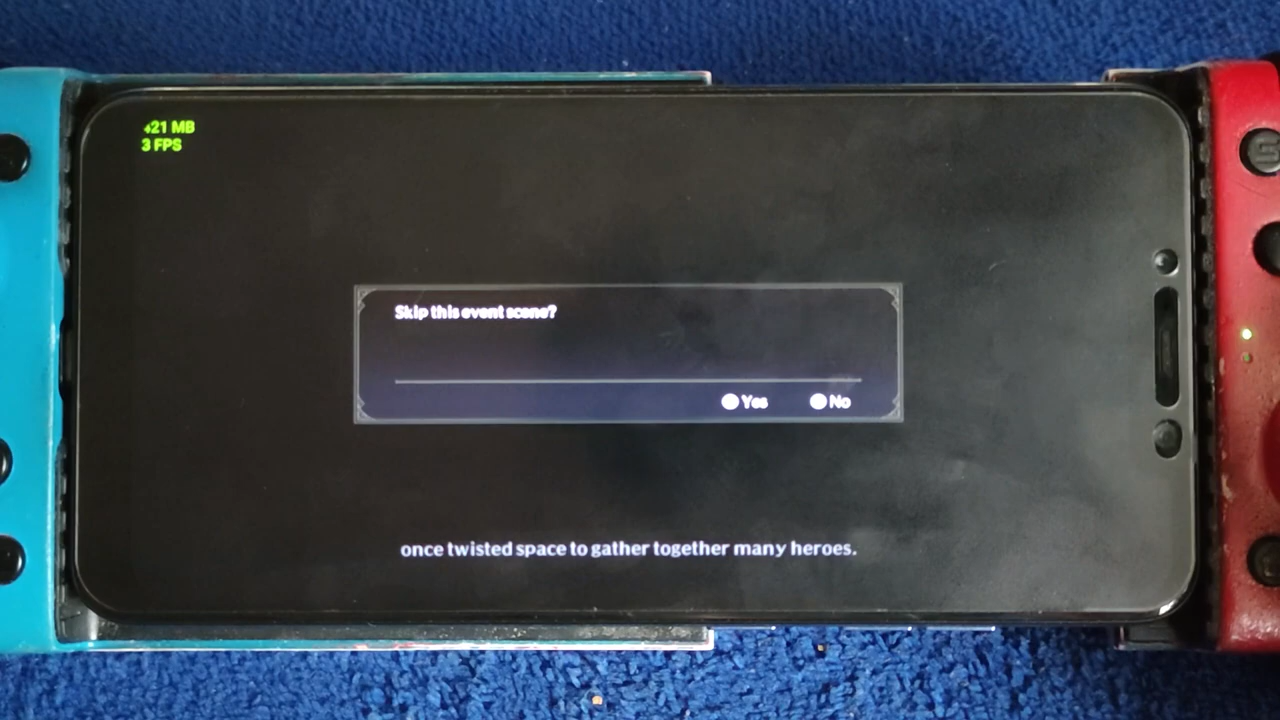 421 MB
3 FPS
Skip this event scene?
Yes
No
once twisted space to gather together many heroes.